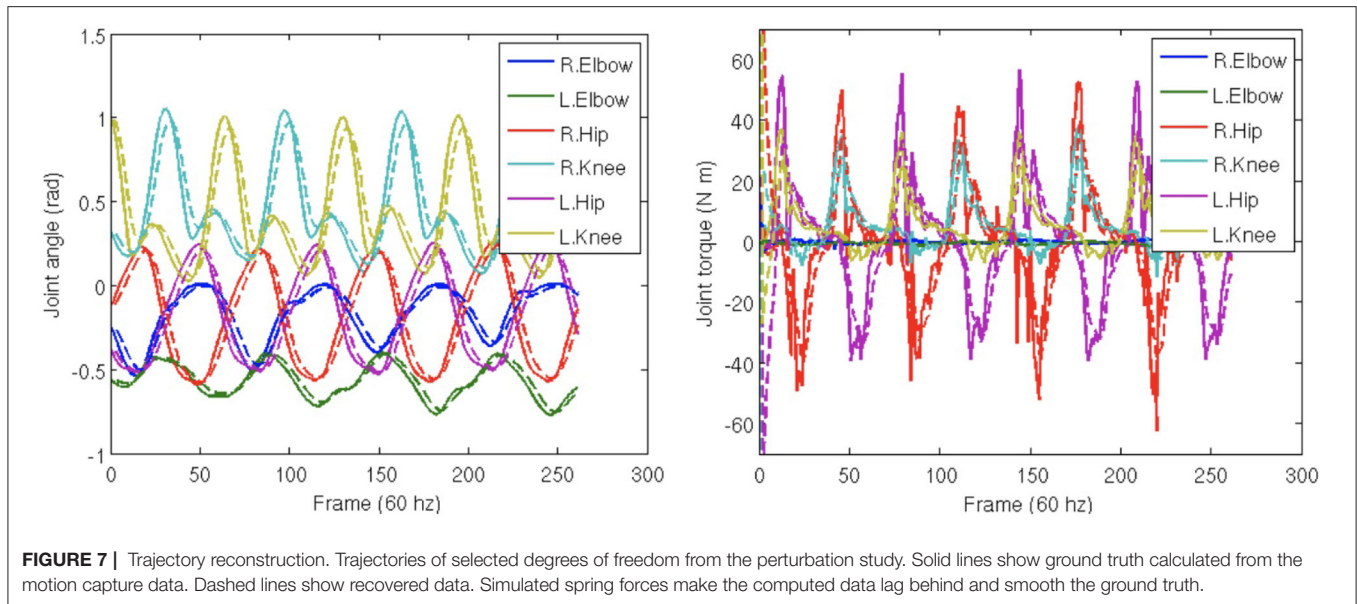 1.5
1
0.5
0
-0.5
-1
Joint angle (rad)
0 50 100 150 200 250 300
Frame (60 hz)
R.Elbow
L.Elbow
R.Hip
R.Knee
L.Hip
L.Knee
60
40
20
0
-20
-40
-60
Joint torque (N m)
0 50 100 150 200 250 300
Frame (60 hz)
R.Elbow
L.Elbow
R.Hip
R.Knee
L.Hip
L.Knee
FIGURE 7 | Trajectory reconstruction. Trajectories of selected degrees of freedom from the perturbation study. Solid lines show ground truth calculated from the
motion capture data. Dashed lines show recovered data. Simulated spring forces make the computed data lag behind and smooth the ground truth.